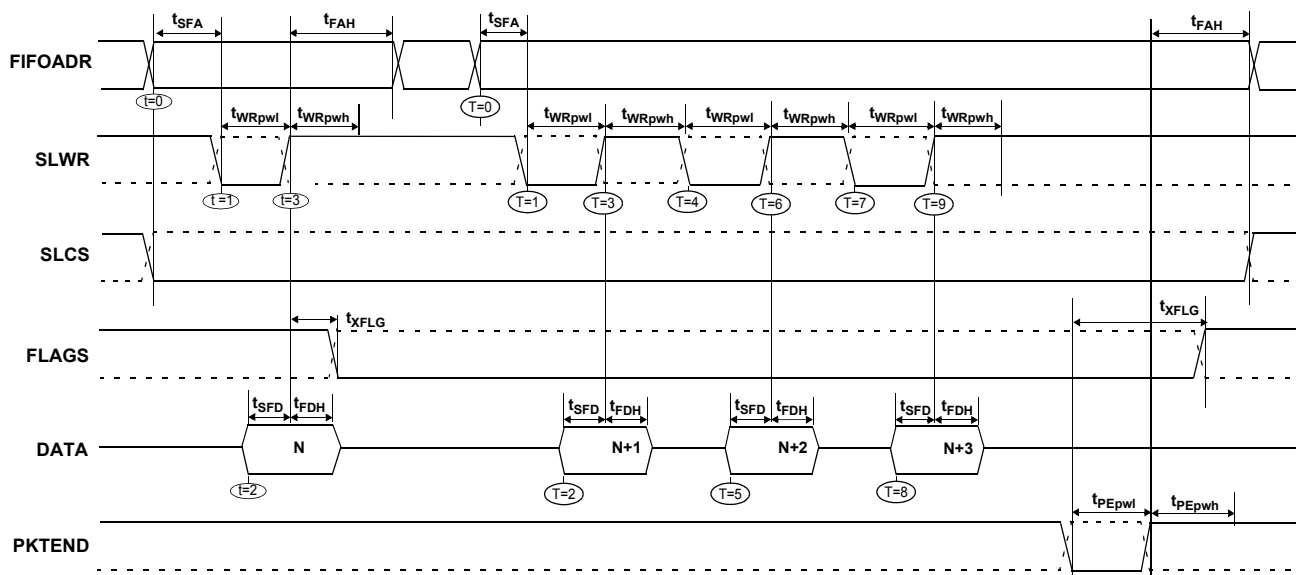 tSFA tFAH tSFA tFAH
FIFOADR
t=0 T=0
tWRpwl tWRpwh tWRpwl tWRpwh tWRpwl tWRpwh tWRpwl tWRpwh
SLWR
t =1 t=3 T=1 T=3 T=4 T=6 T=7 T=9
SLCS
tXFLG tXFLG
FLAGS
tSFD tFDH tSFD tFDH tSFD tFDH tSFD tFDH
DATA N N+1 N+2 N+3
t=2 T=2 T=5 T=8
tPEpwl tPEpwh
PKTEND